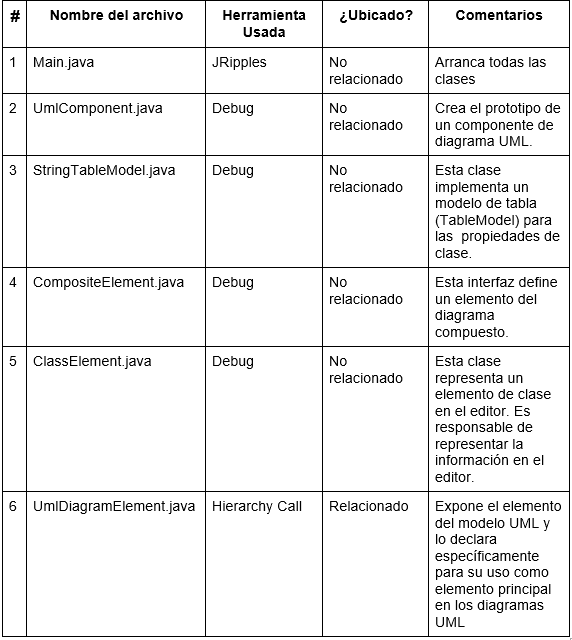 # Nombre del archivo Herramienta Usada ¿Ubicado? Comentarios
1 Main.java JRipples No relacionado Arranca todas las clases
2 UmlComponent.java Debug No relacionado Crea el prototipo de un componente de diagrama UML.
3 StringTableModel.java Debug No relacionado Esta clase implementa un modelo de tabla (TableModel) para las propiedades de clase.
4 CompositeElement.java Debug No relacionado Esta interfaz define un elemento del diagrama compuesto.
5 ClassElement.java Debug No relacionado Esta clase representa un elemento de clase en el editor. Es responsable de representar la información en el editor.
6 UmlDiagramElement.java Hierarchy Call Relacionado Expone el elemento del modelo UML y lo declara específicamente para su uso como elemento principal en los diagramas UML